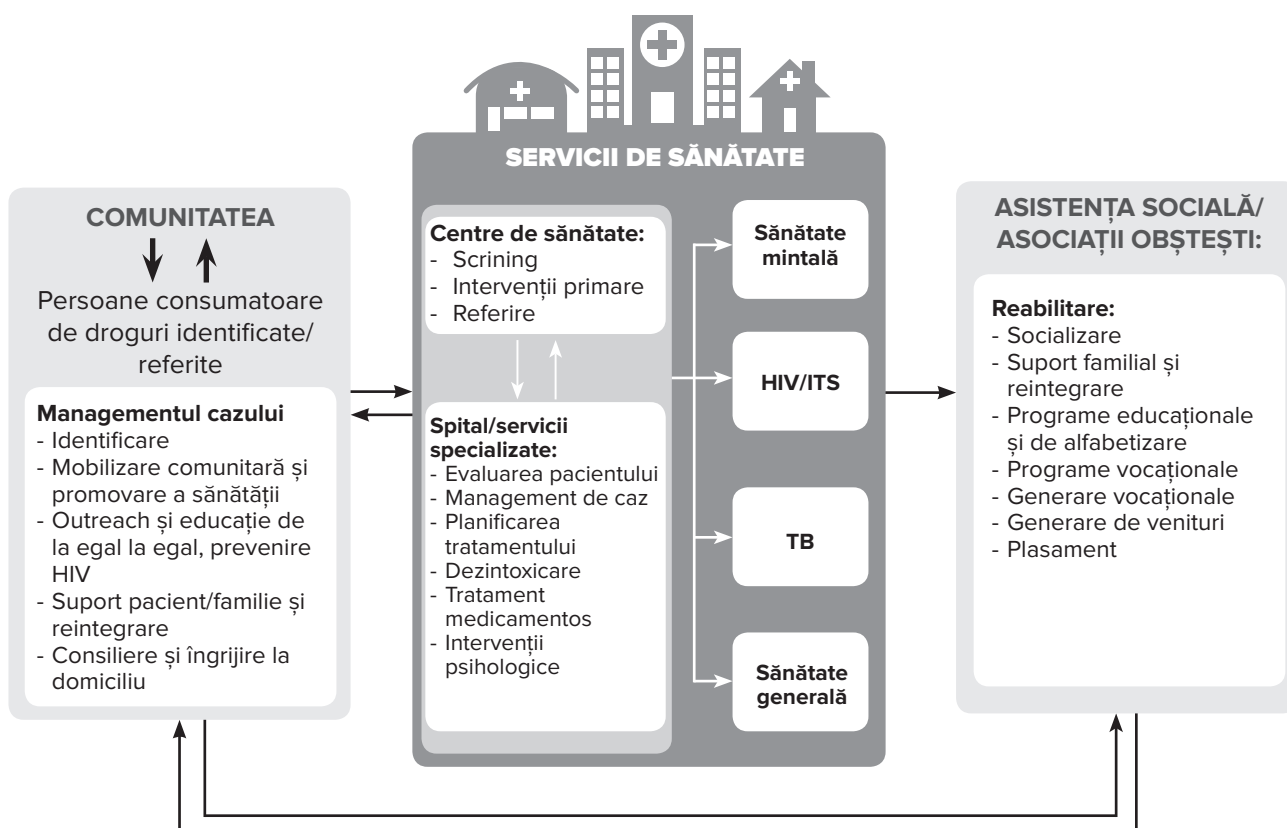 SERVICII DE SĂNĂTATE
COMUNITATEA
Persoane consumatoare
de droguri identificate/
referite
Managementul cazului
- Identificare
- Mobilizare comunitară și
promovare a sănătății
- Outreach și educație de
la egal la egal, prevenire
HIV
- Suport pacient/familie și
reintegrare
- Consiliere și îngrijire la
domiciliu
Centre de sănătate:
- Scrining
- Intervenții primare
- Referire
Spital/servicii
specializate:
- Evaluarea pacientului
- Management de caz
- Planificarea
tratamentului
- Dezintoxicare
- Tratament
medicamentos
- Intervenții
psihologice
Sănătate
mintală
HIV/ITS
TB
Sănătate
generală
ASISTENȚA SOCIALĂ/
ASOCIAȚII OBȘTEȘTI:
Reabilitare:
- Socializare
- Suport familial și
reintegrare
- Programe educaționale
și de alfabetizare
- Programe vocaționale
- Generare vocaționale
- Generare de venituri
- Plasament